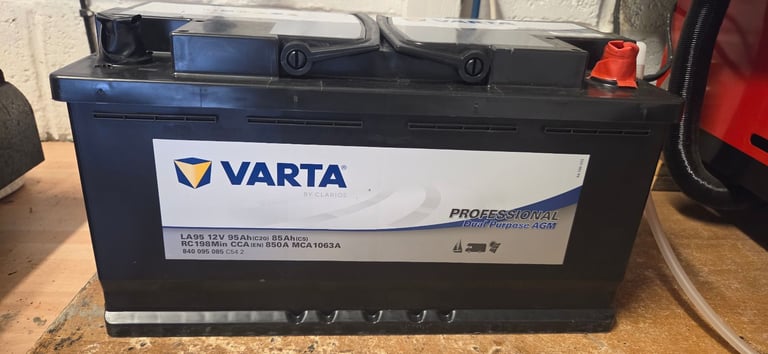 VARTA®
BY CLARIOS
PROFESSIONAL
Dual Purpose AGM
LA95 12V 95Ah(C20) 85Ah(C5)
RC198Min CCA(EN) 850A MCA1063A
840 095 085 C54 2